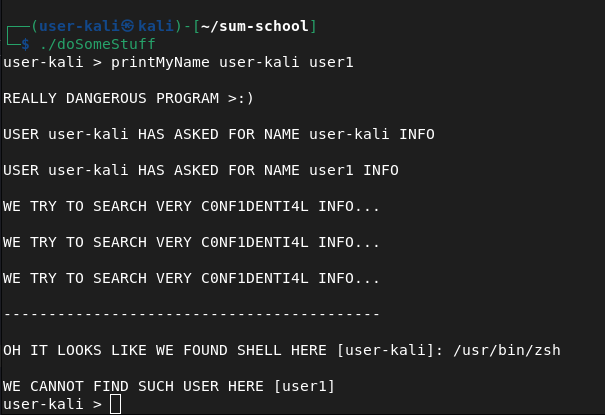 ┌──(user-kali㉿kali)-[~/sum-school]
└─$ ./doSomeStuff
user-kali > printMyName user-kali user1
REALLY DANGEROUS PROGRAM >:)
USER user-kali HAS ASKED FOR NAME user-kali INFO
USER user-kali HAS ASKED FOR NAME user1 INFO
WE TRY TO SEARCH VERY C0NF1DENTI4L INFO...
WE TRY TO SEARCH VERY C0NF1DENTI4L INFO...
WE TRY TO SEARCH VERY C0NF1DENTI4L INFO...
------------------------------------------
OH IT LOOKS LIKE WE FOUND SHELL HERE [user-kali]: /usr/bin/zsh
WE CANNOT FIND SUCH USER HERE [user1]
user-kali >